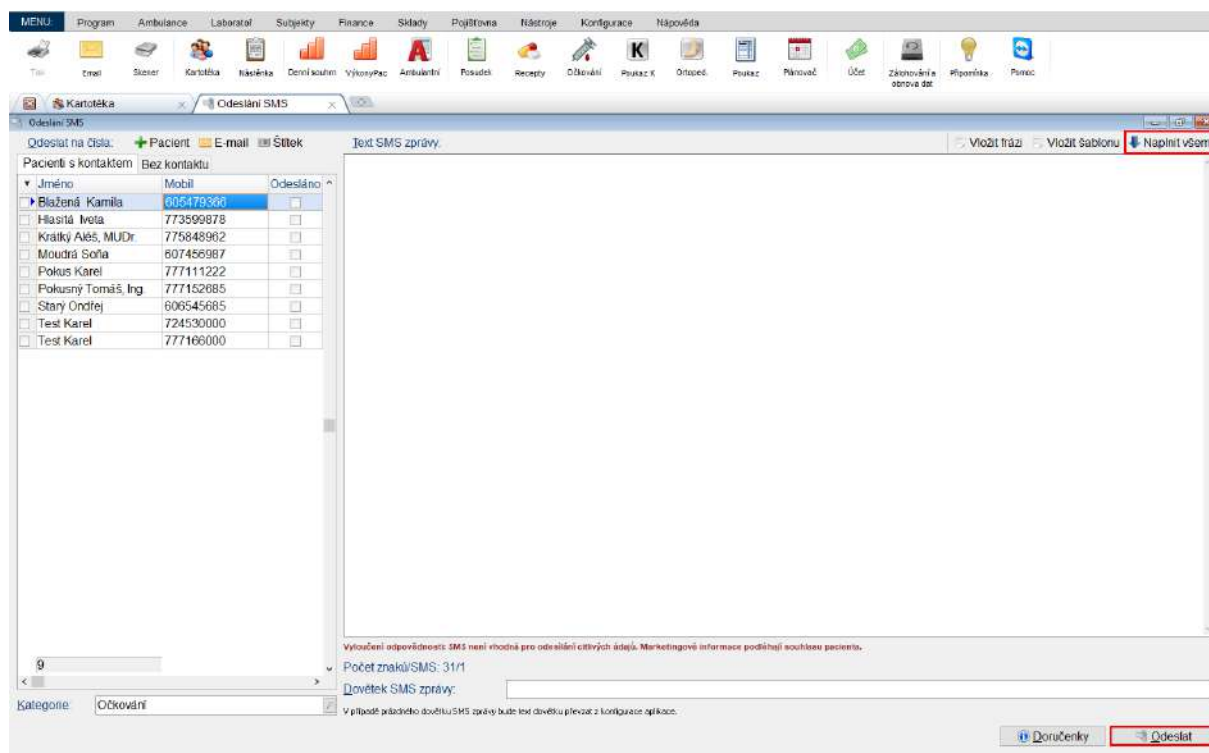 MENU: Program Ambulance Laboratoř Subjekty Finance Sklady Pojišťovna Nástroje Konfigurace Nápověda
Tisk Email Skener Kartotéka Nástěnka Denní souhrn VýkonyPac Ambulantní Posudek Recepty Očkování Poukaz K Ortoped. Poukaz Plánovač Účet Zálohování a obnova dat Připomínka Pomoc
Kartotéka Odeslání SMS
Odeslání SMS
Odeslat na čísla: Pacient E-mail Štítek Text SMS zprávy: Vložit frázi Vložit šablonu Naplnit všem
Pacienti s kontaktem Bez kontaktu
Jméno Mobil Odesláno
Blažená Kamila 605479366
Hlasitá Iveta 773599878
Krátký Aleš, MUDr. 775848962
Moudrá Soňa 607456987
Pokus Karel 777111222
Pokusný Tomáš, Ing. 777152685
Starý Ondřej 606545685
Test Karel 724530000
Test Karel 777166000
9
Vyloučení odpovědnosti: SMS není vhodná pro odesílání citlivých údajů. Marketingové informace podléhají souhlasu pacienta.
Počet znaků/SMS: 31/1
Dovětek SMS zprávy:
Kategorie: Očkování
V případě prázdného dovětku SMS zprávy bude text dovětku převzat z konfigurace aplikace.
Doručenky Odeslat